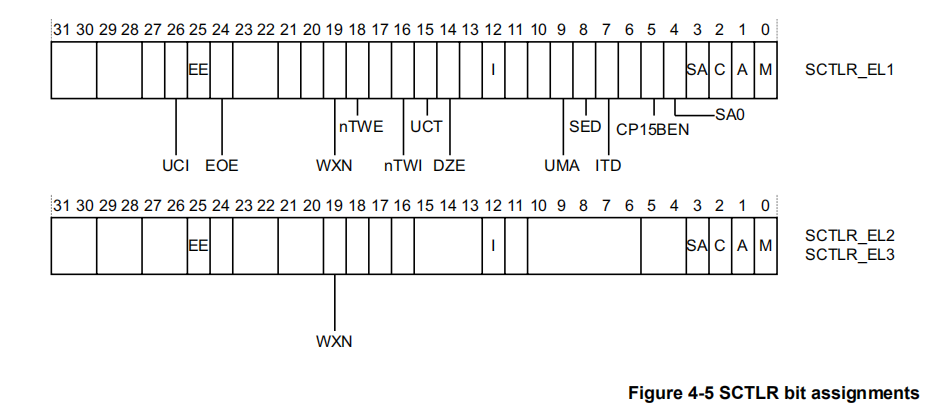 31 30 29 28 27 26 25 24 23 22 21 20 19 18 17 16 15 14 13 12 11 10 9 8 7 6 5 4 3 2 1 0
EE I SA C A M SCTLR_EL1
SA0
nTWE UCT SED CP15BEN
UCI EOE WXN nTWI DZE UMA ITD
31 30 29 28 27 26 25 24 23 22 21 20 19 18 17 16 15 14 13 12 11 10 9 8 7 6 5 4 3 2 1 0
EE I SA C A M SCTLR_EL2
SCTLR_EL3
WXN
Figure 4-5 SCTLR bit assignments